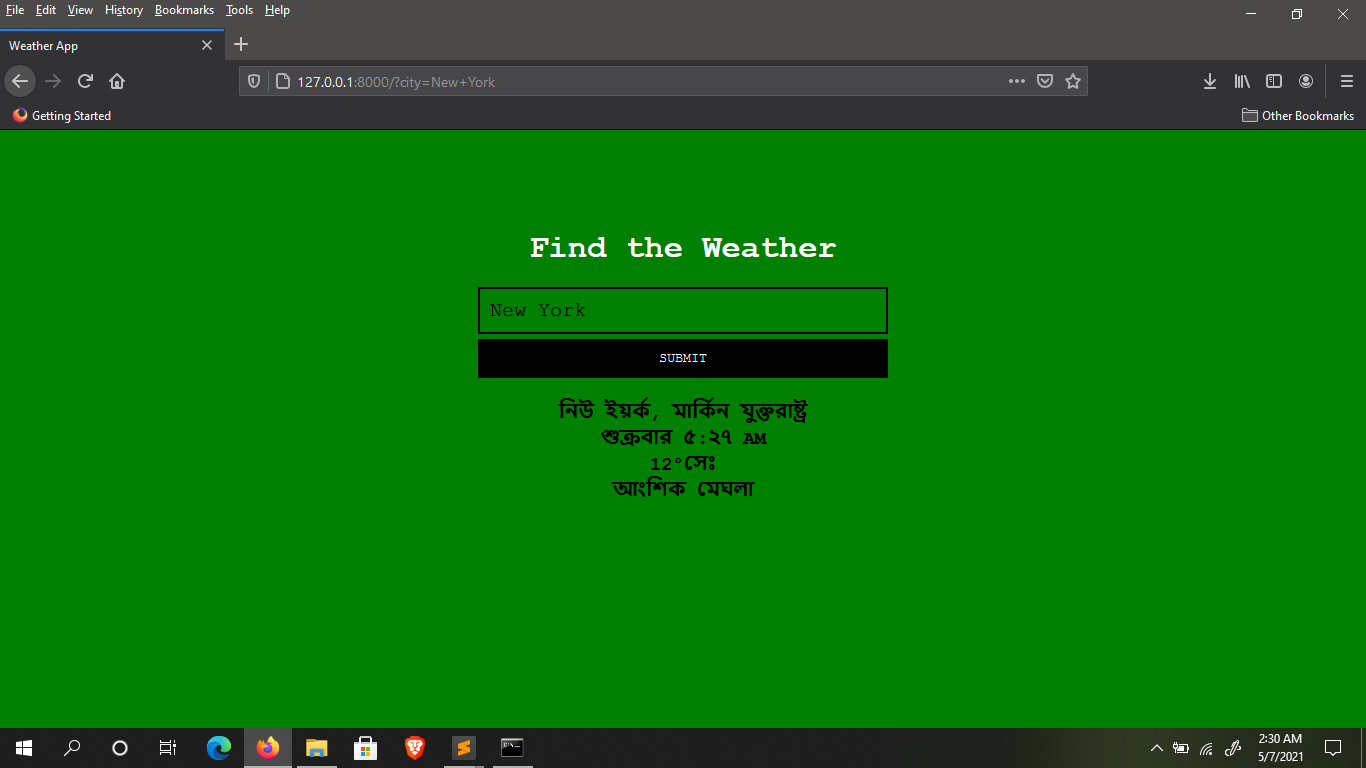 File Edit View History Bookmarks Tools Help
Weather App
127.0.0.1:8000/?city=New+York
Getting Started
Other Bookmarks
Find the Weather
New York
SUBMIT
নিউ ইয়র্ক, মার্কিন যুক্তরাষ্ট্র
শুক্রবার ৫:২৭ AM
12°সেঃ
আংশিক মেঘলা
2:30 AM
5/7/2021